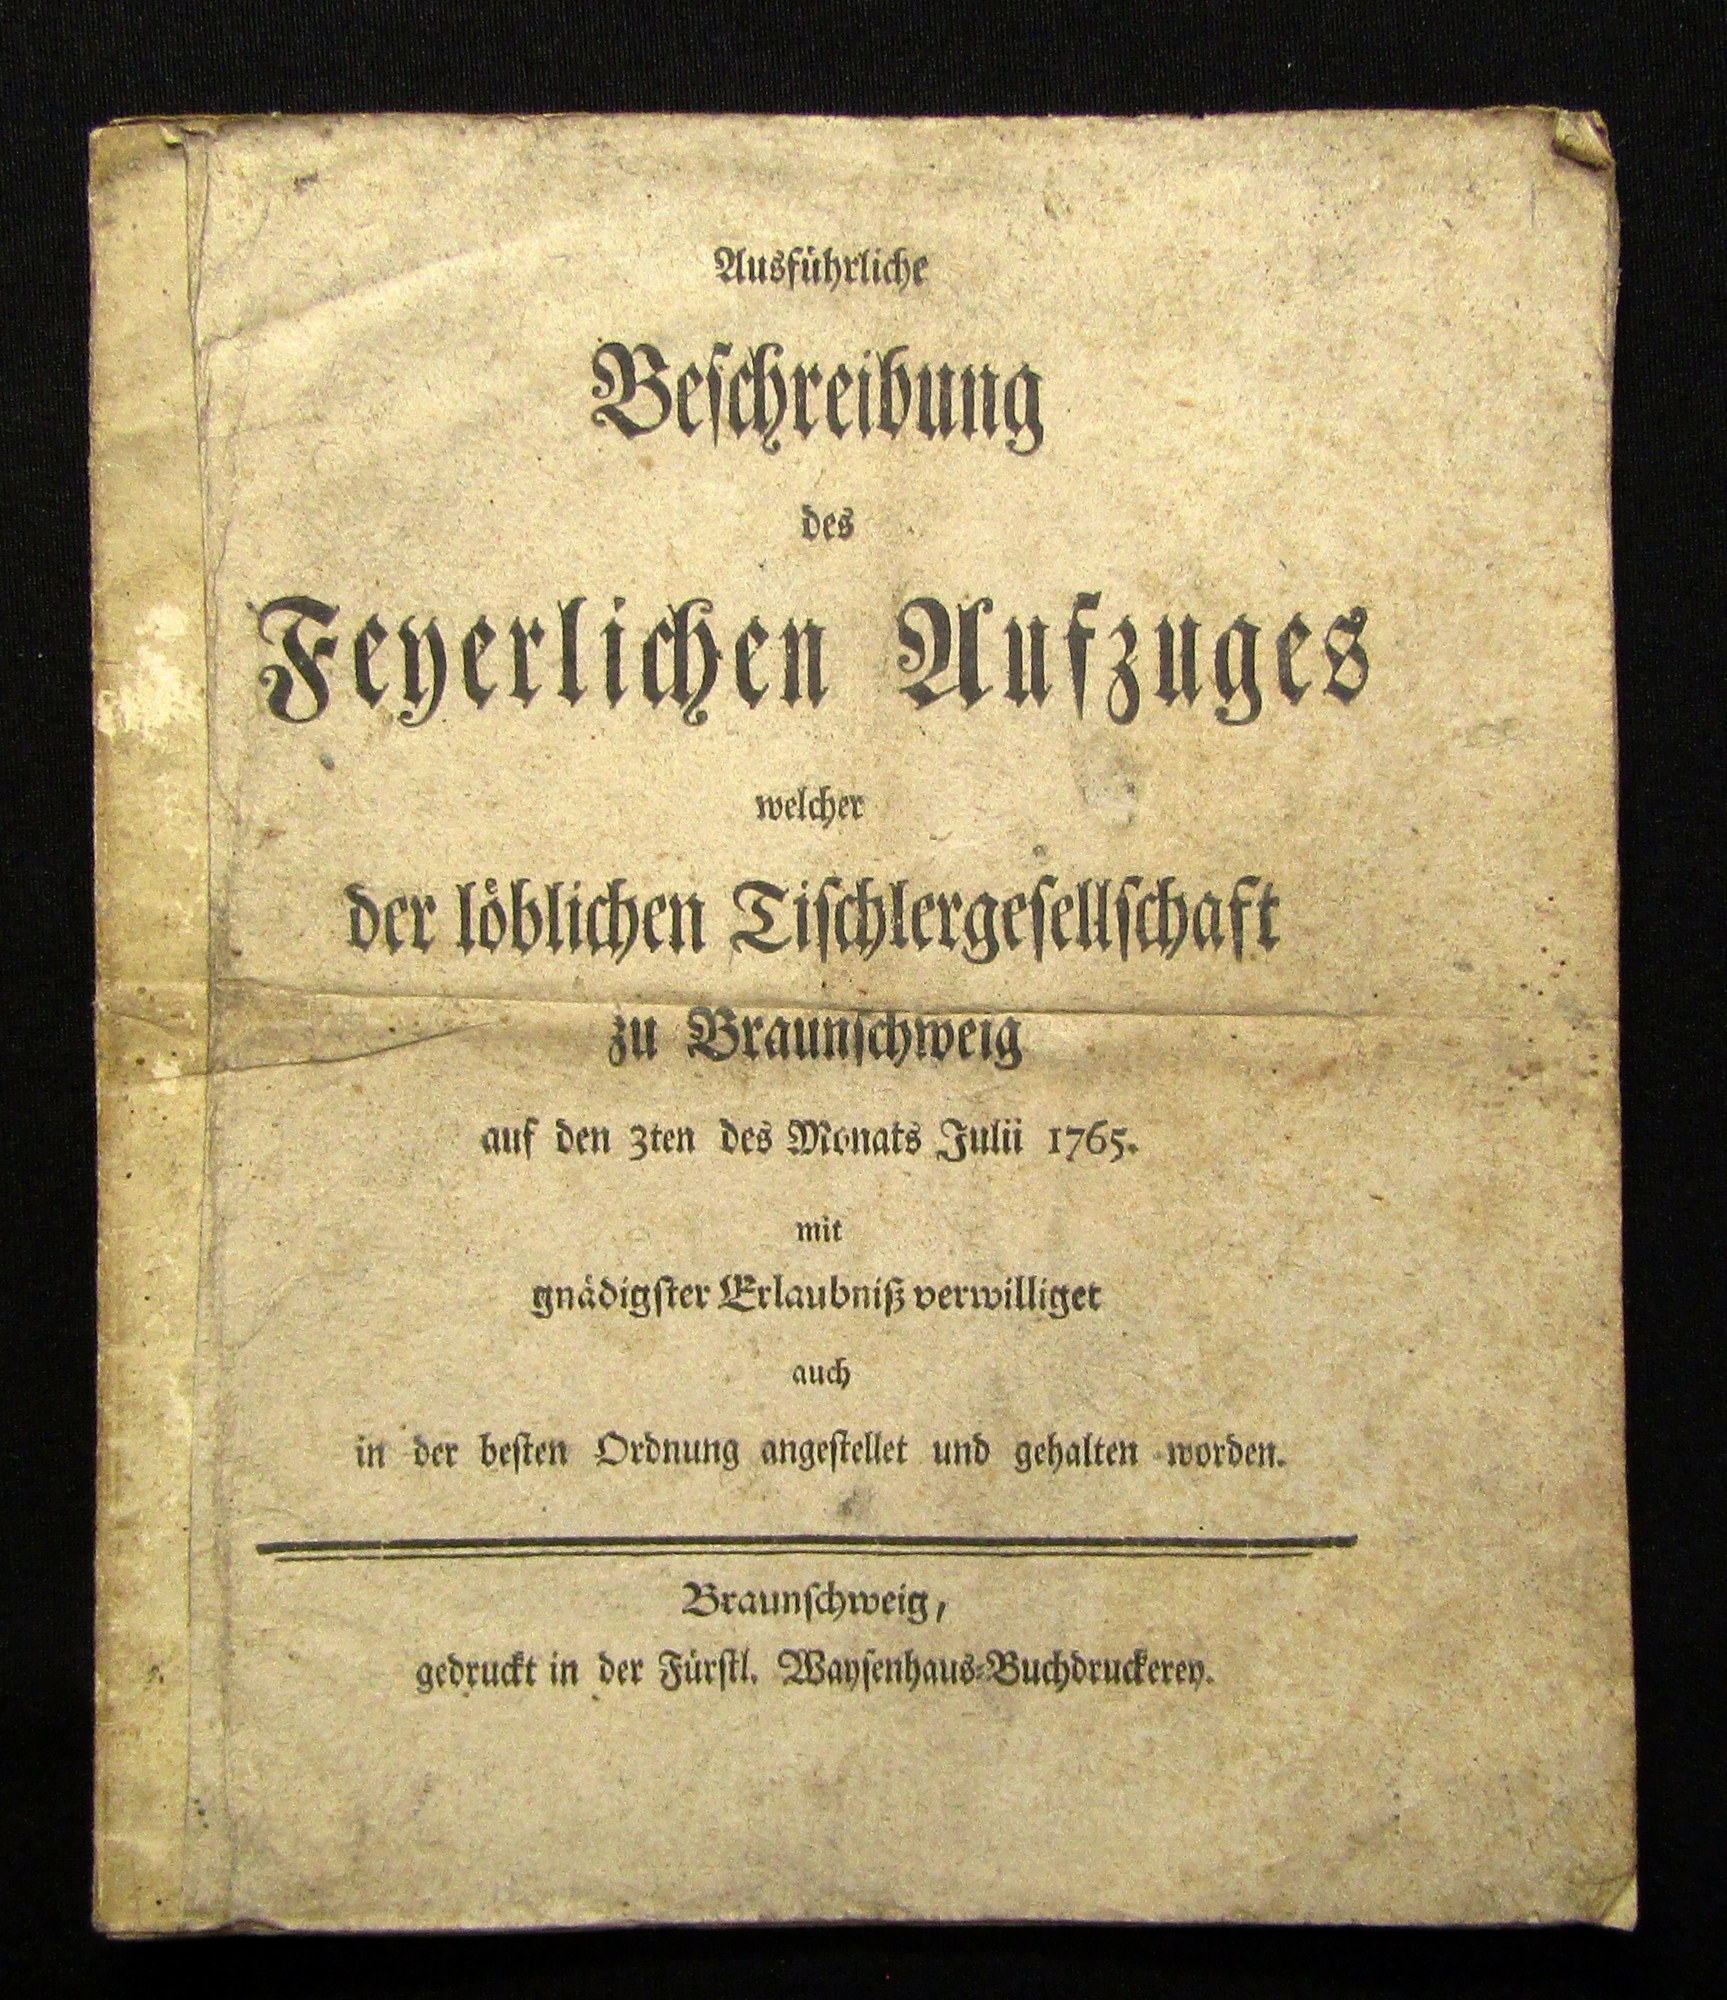 Ausführliche
Beſchreibung
des
Feyerlichen Aufzuges
welcher
der löblichen Tiſchlergeſellſchaft
zu Braunſchweig
auf den 3ten des Monats Julii 1765.
mit
gnädigſter Erlaubniß verwilliget
auch
in der beſten Ordnung angeſtellet und gehalten worden.
Braunſchweig,
gedruckt in der Fürſtl. Wayſenhaus-Buchdruckerey.